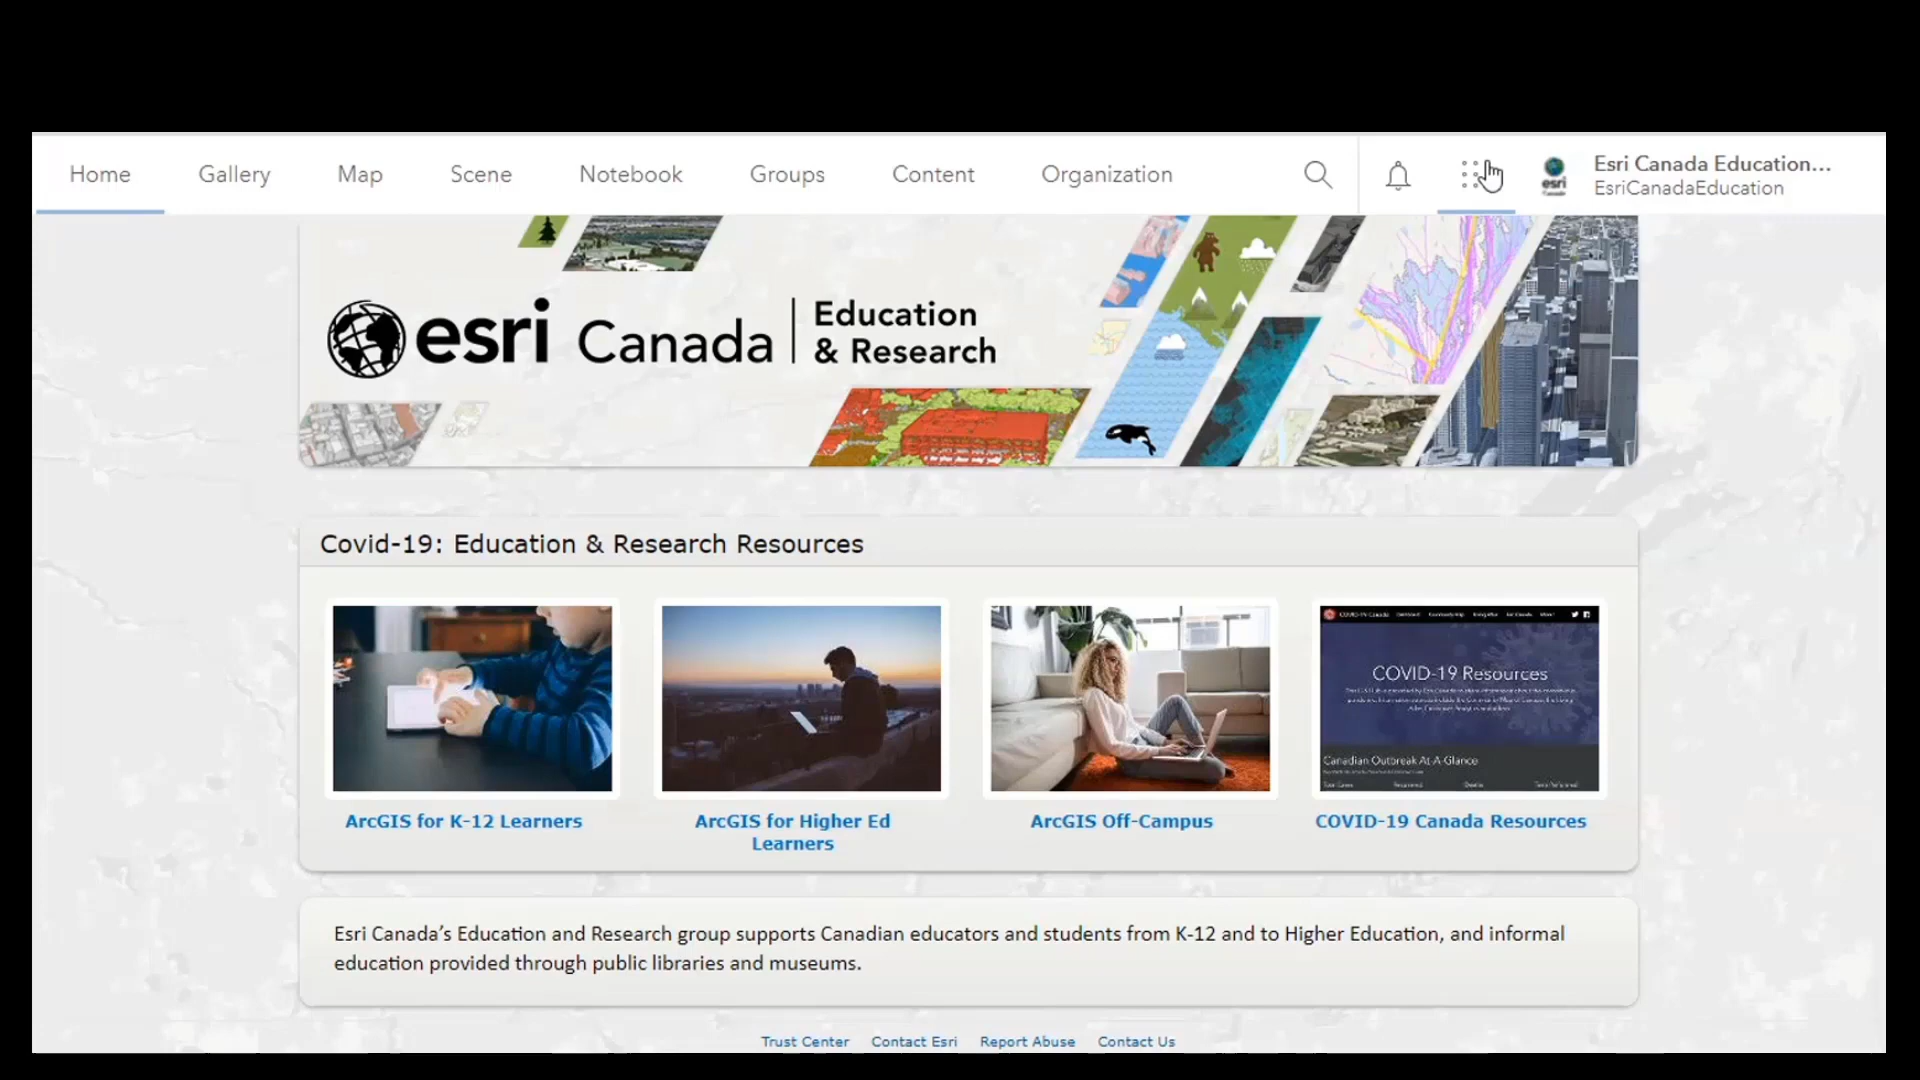 Home Gallery Map Scene Notebook Groups Content Organization
Esri Canada Education...
EsriCanadaEducation
esri Canada
Education
& Research
Covid-19: Education & Research Resources
COVID-19 Resources
Canadian Outbreak At-A-Glance
ArcGIS for K-12 Learners
ArcGIS for Higher Ed
Learners
ArcGIS Off-Campus
COVID-19 Canada Resources
Esri Canada’s Education and Research group supports Canadian educators and students from K-12 and to Higher Education, and informal
education provided through public libraries and museums.
Trust Center Contact Esri Report Abuse Contact Us